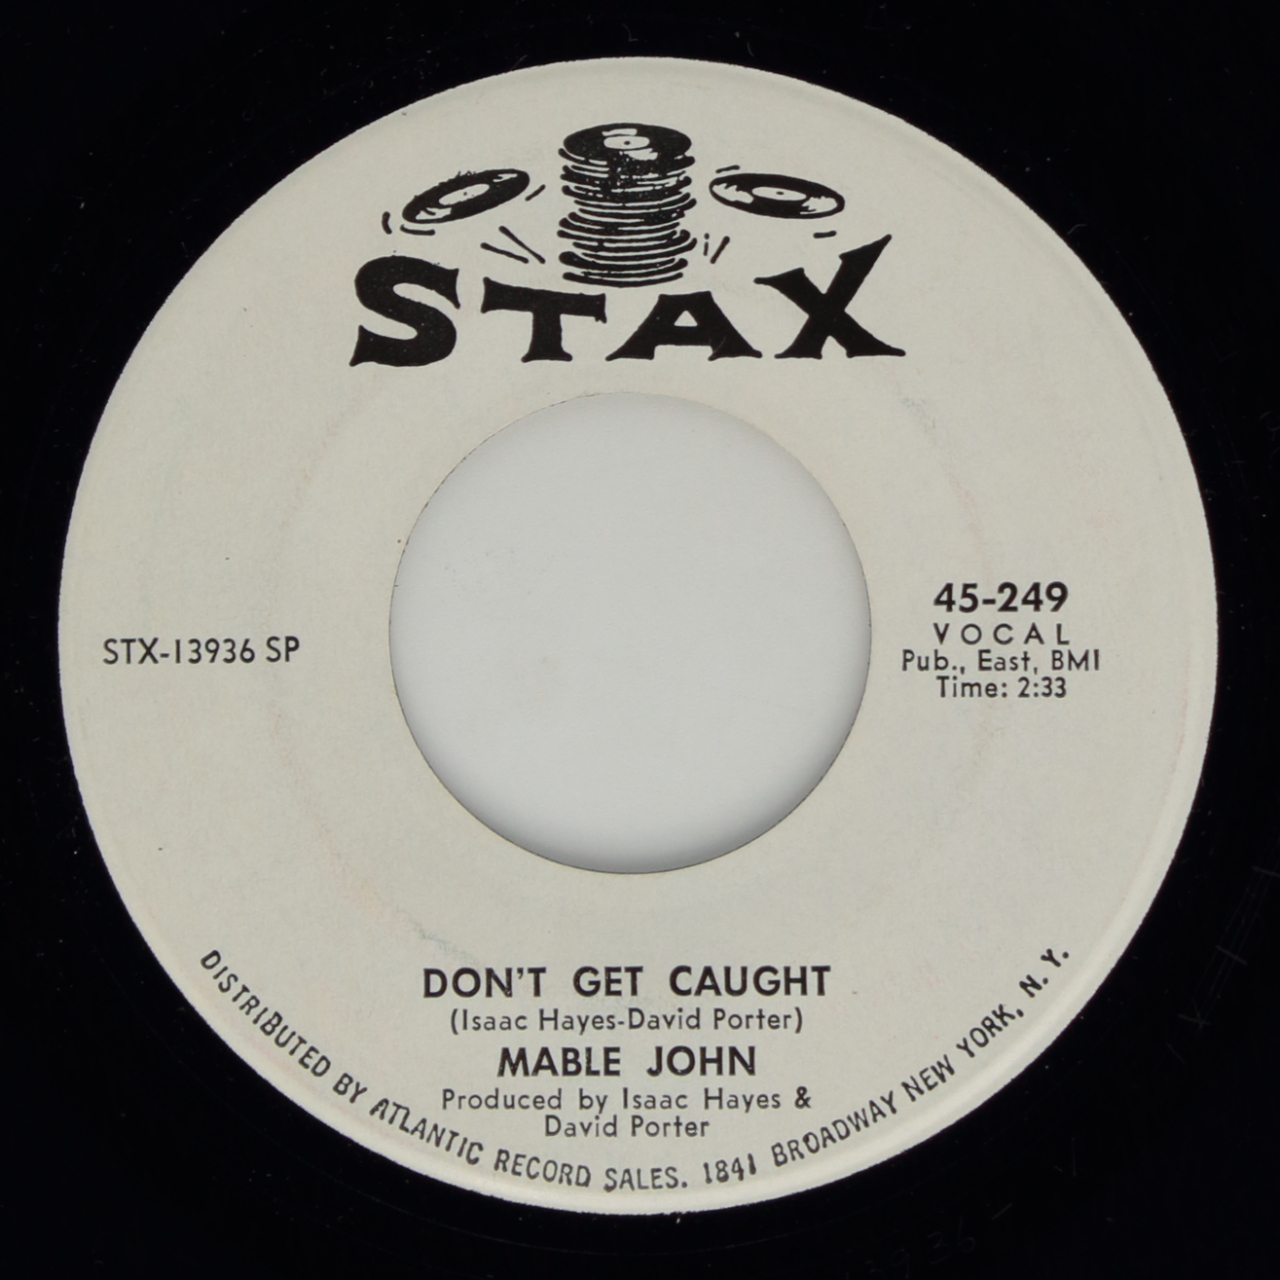 STAX
STX-13936 SP
45-249
VOCAL
Pub., East, BMI
Time: 2:33
DON'T GET CAUGHT
(Isaac Hayes-David Porter)
MABLE JOHN
Produced by Isaac Hayes &
David Porter
DISTRIBUTED BY ATLANTIC RECORD SALES. 1841 BROADWAY NEW YORK, N. Y.